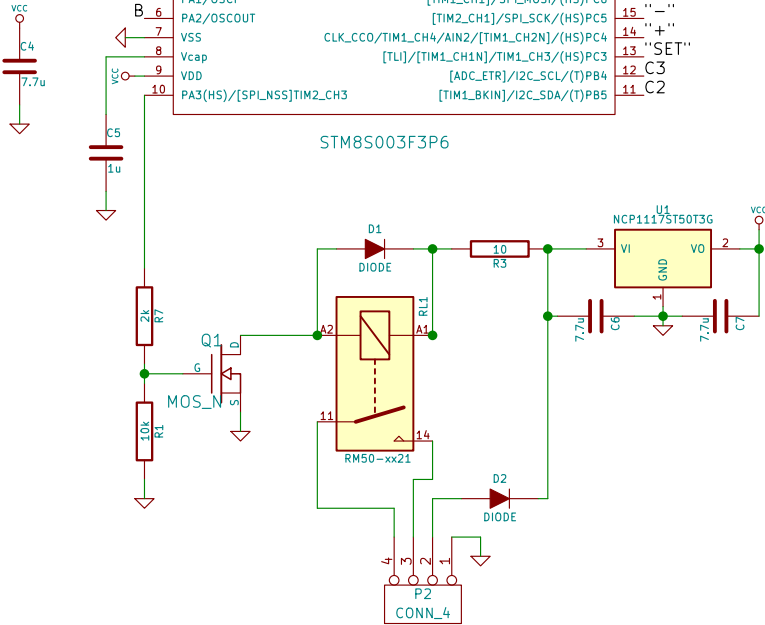 [TIM1_CH1]/SPI_SCK/(HS)PC5
B 6 PA2/OSCOUT [TIM2_CH1]/SPI_SCK/(HS)PC5 15 "-"
7 VSS CLK_CCO/TIM1_CH4/AIN2/[TIM1_CH2N]/(HS)PC4 14 "+"
8 Vcap [TLI]/[TIM1_CH1N]/TIM1_CH3/(HS)PC3 13 "SET"
VCC 9 VDD [ADC_ETR]/I2C_SCL/(T)PB4 12 C3
10 PA3(HS)/[SPI_NSS]TIM2_CH3 [TIM1_BKIN]/I2C_SDA/(T)PB5 11 C2
VCC
C4
7.7u
C5
1u
STM8S003F3P6
D1
DIODE
10
R3
U1
NCP1117ST50T3G
VCC
3 VI VO 2
GND
1
7.7u
C6
7.7u
C7
2k
R7
10k
R1
Q1
D
G
S
MOS_N
RL1
A2
A1
11
14
RM50-xx21
D2
DIODE
4
3
2
1
P2
CONN_4